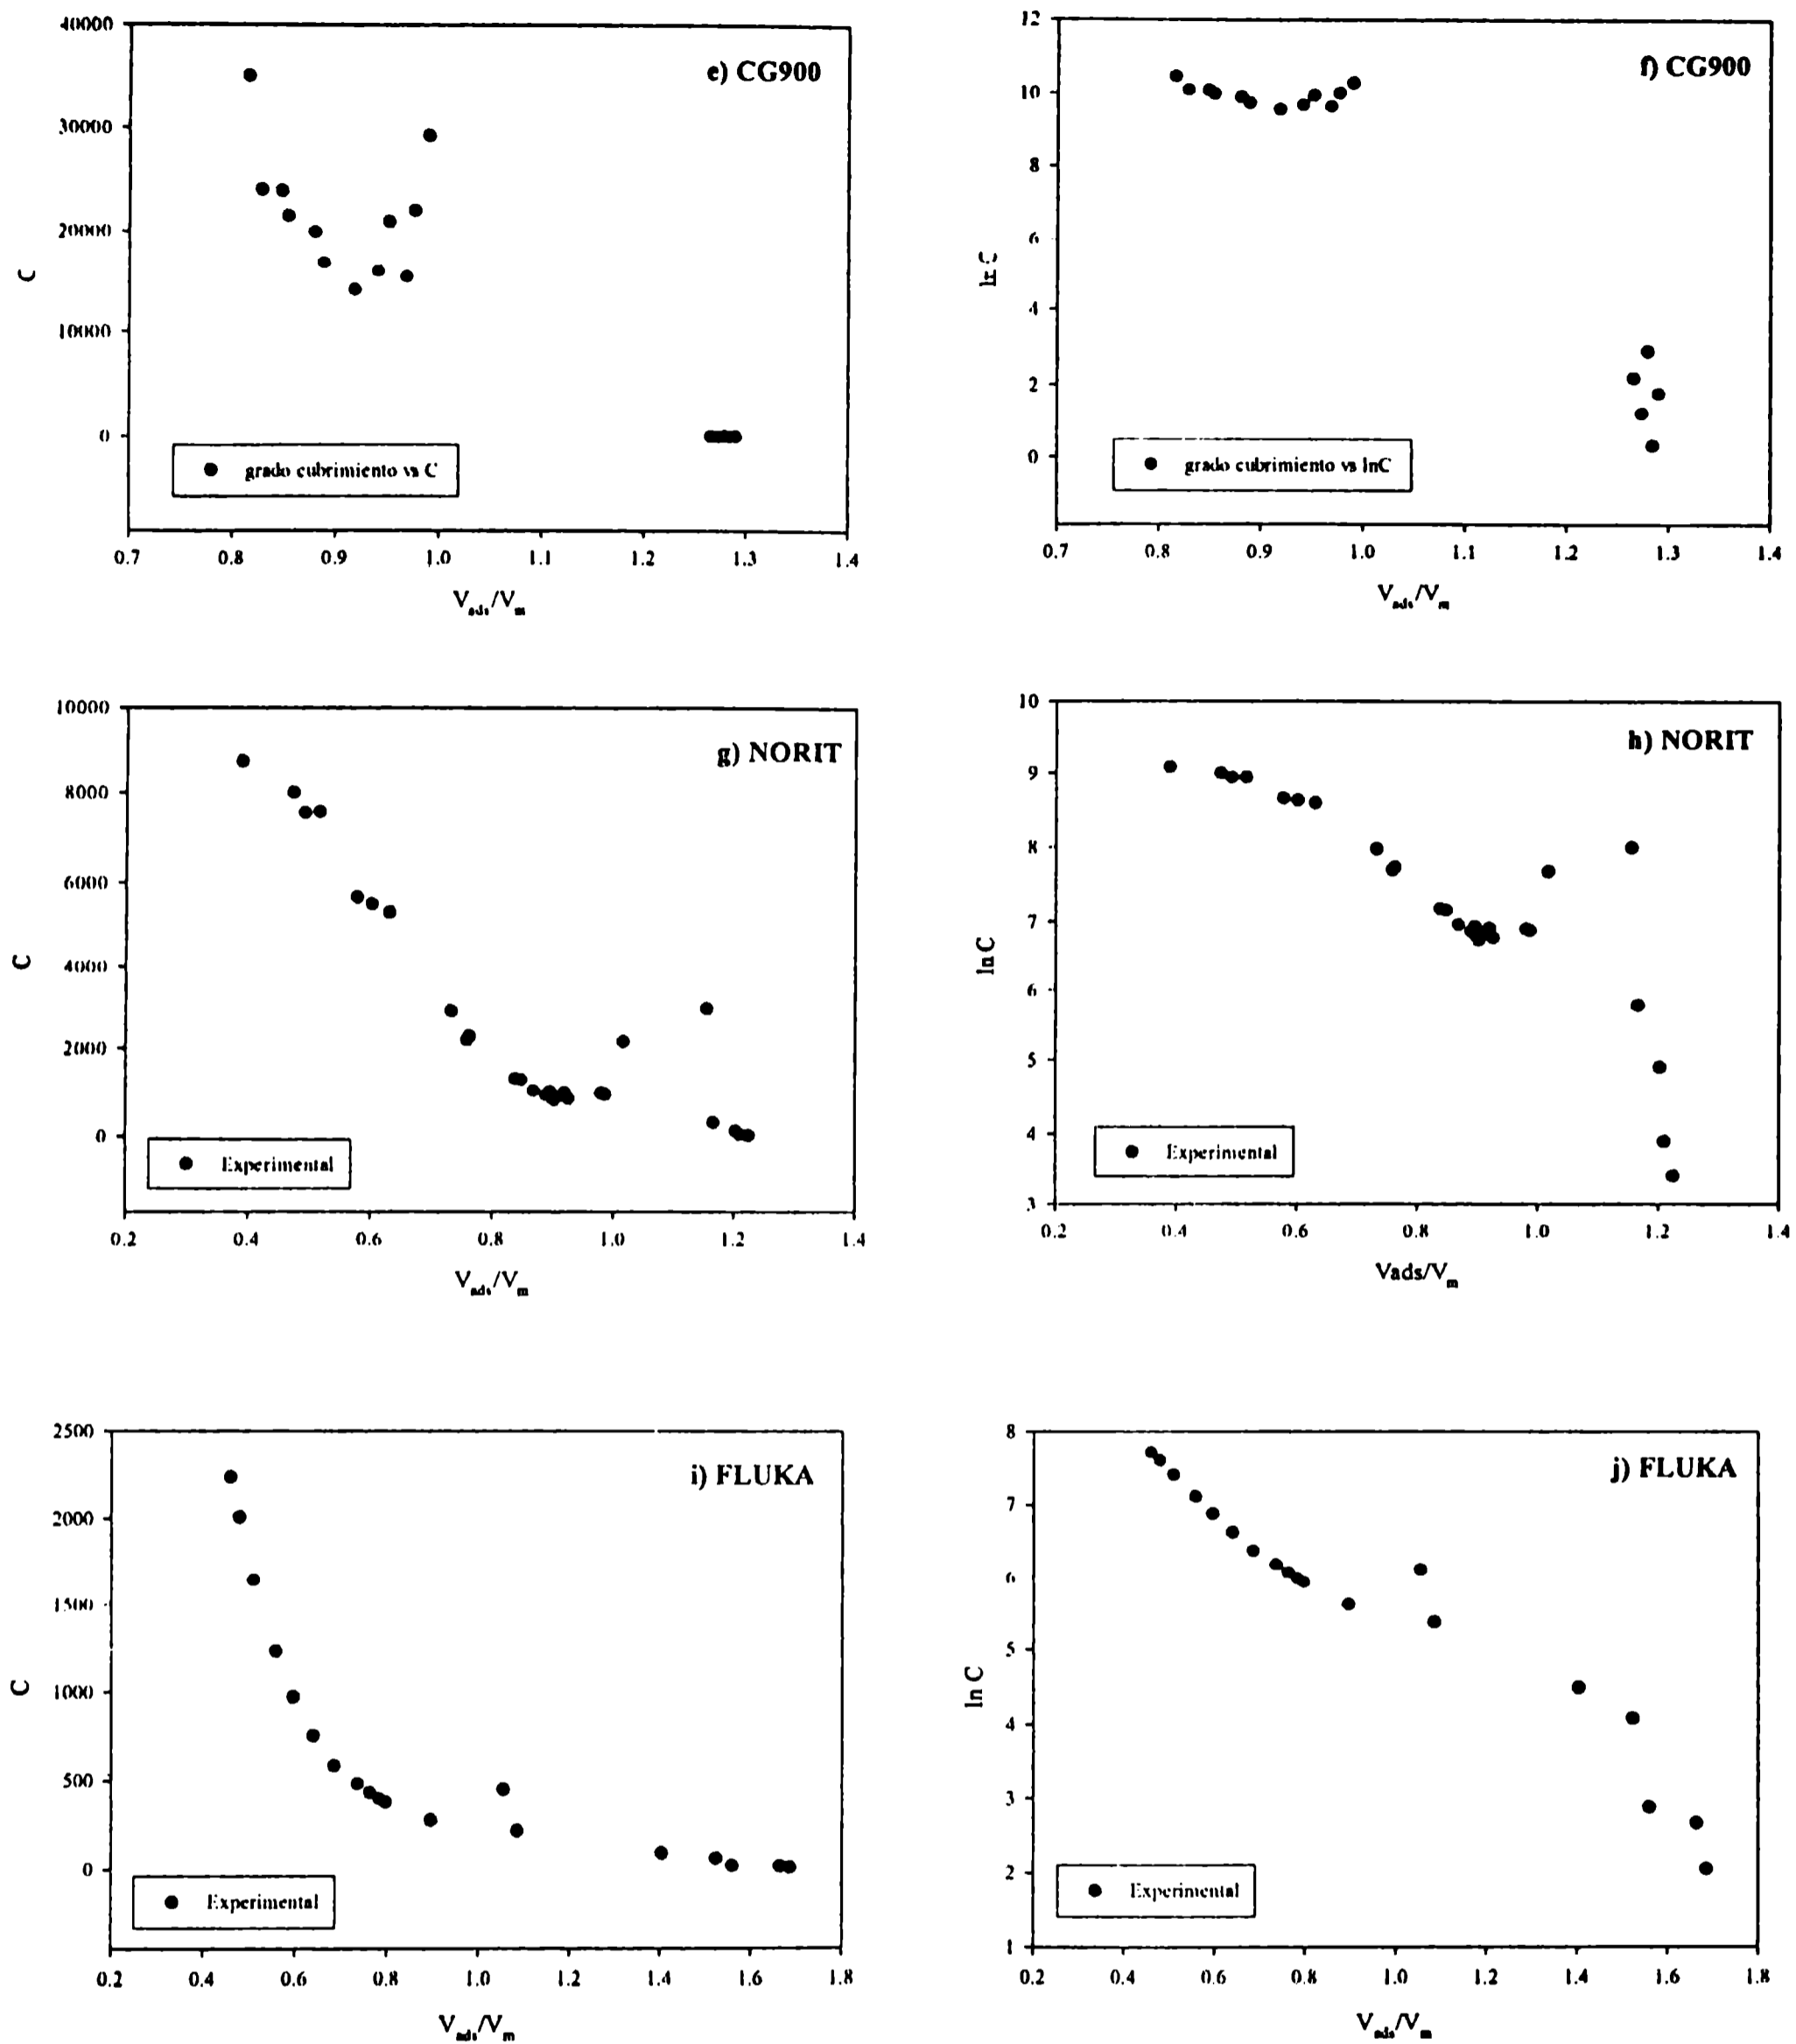 e) CG900
40000
30000
20000
10000
0
C
grado cubrimiento vs C
0.7 0.8 0.9 1.0 1.1 1.2 1.3 1.4
Vads/Vm
f) CG900
12
10
8
6
4
2
0
ln C
grado cubrimiento vs lnC
0.7 0.8 0.9 1.0 1.1 1.2 1.3 1.4
Vads/Vm
g) NORIT
10000
8000
6000
4000
2000
0
C
Experimental
0.2 0.4 0.6 0.8 1.0 1.2 1.4
Vads/Vm
h) NORIT
10
9
8
7
6
5
4
3
ln C
Experimental
0.2 0.4 0.6 0.8 1.0 1.2 1.4
Vads/Vm
i) FLUKA
2500
2000
1500
1000
500
0
C
Experimental
0.2 0.4 0.6 0.8 1.0 1.2 1.4 1.6 1.8
Vads/Vm
j) FLUKA
8
7
6
5
4
3
2
1
ln C
Experimental
0.2 0.4 0.6 0.8 1.0 1.2 1.4 1.6 1.8
Vads/Vm